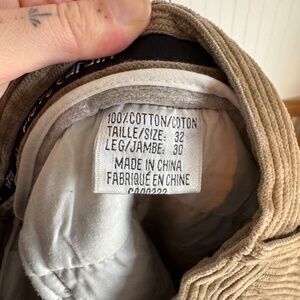 100%COTTON/COTON
TAILLE/SIZE: 32
LEG/JAMBE: 30
MADE IN CHINA
FABRIQUÉ EN CHINE